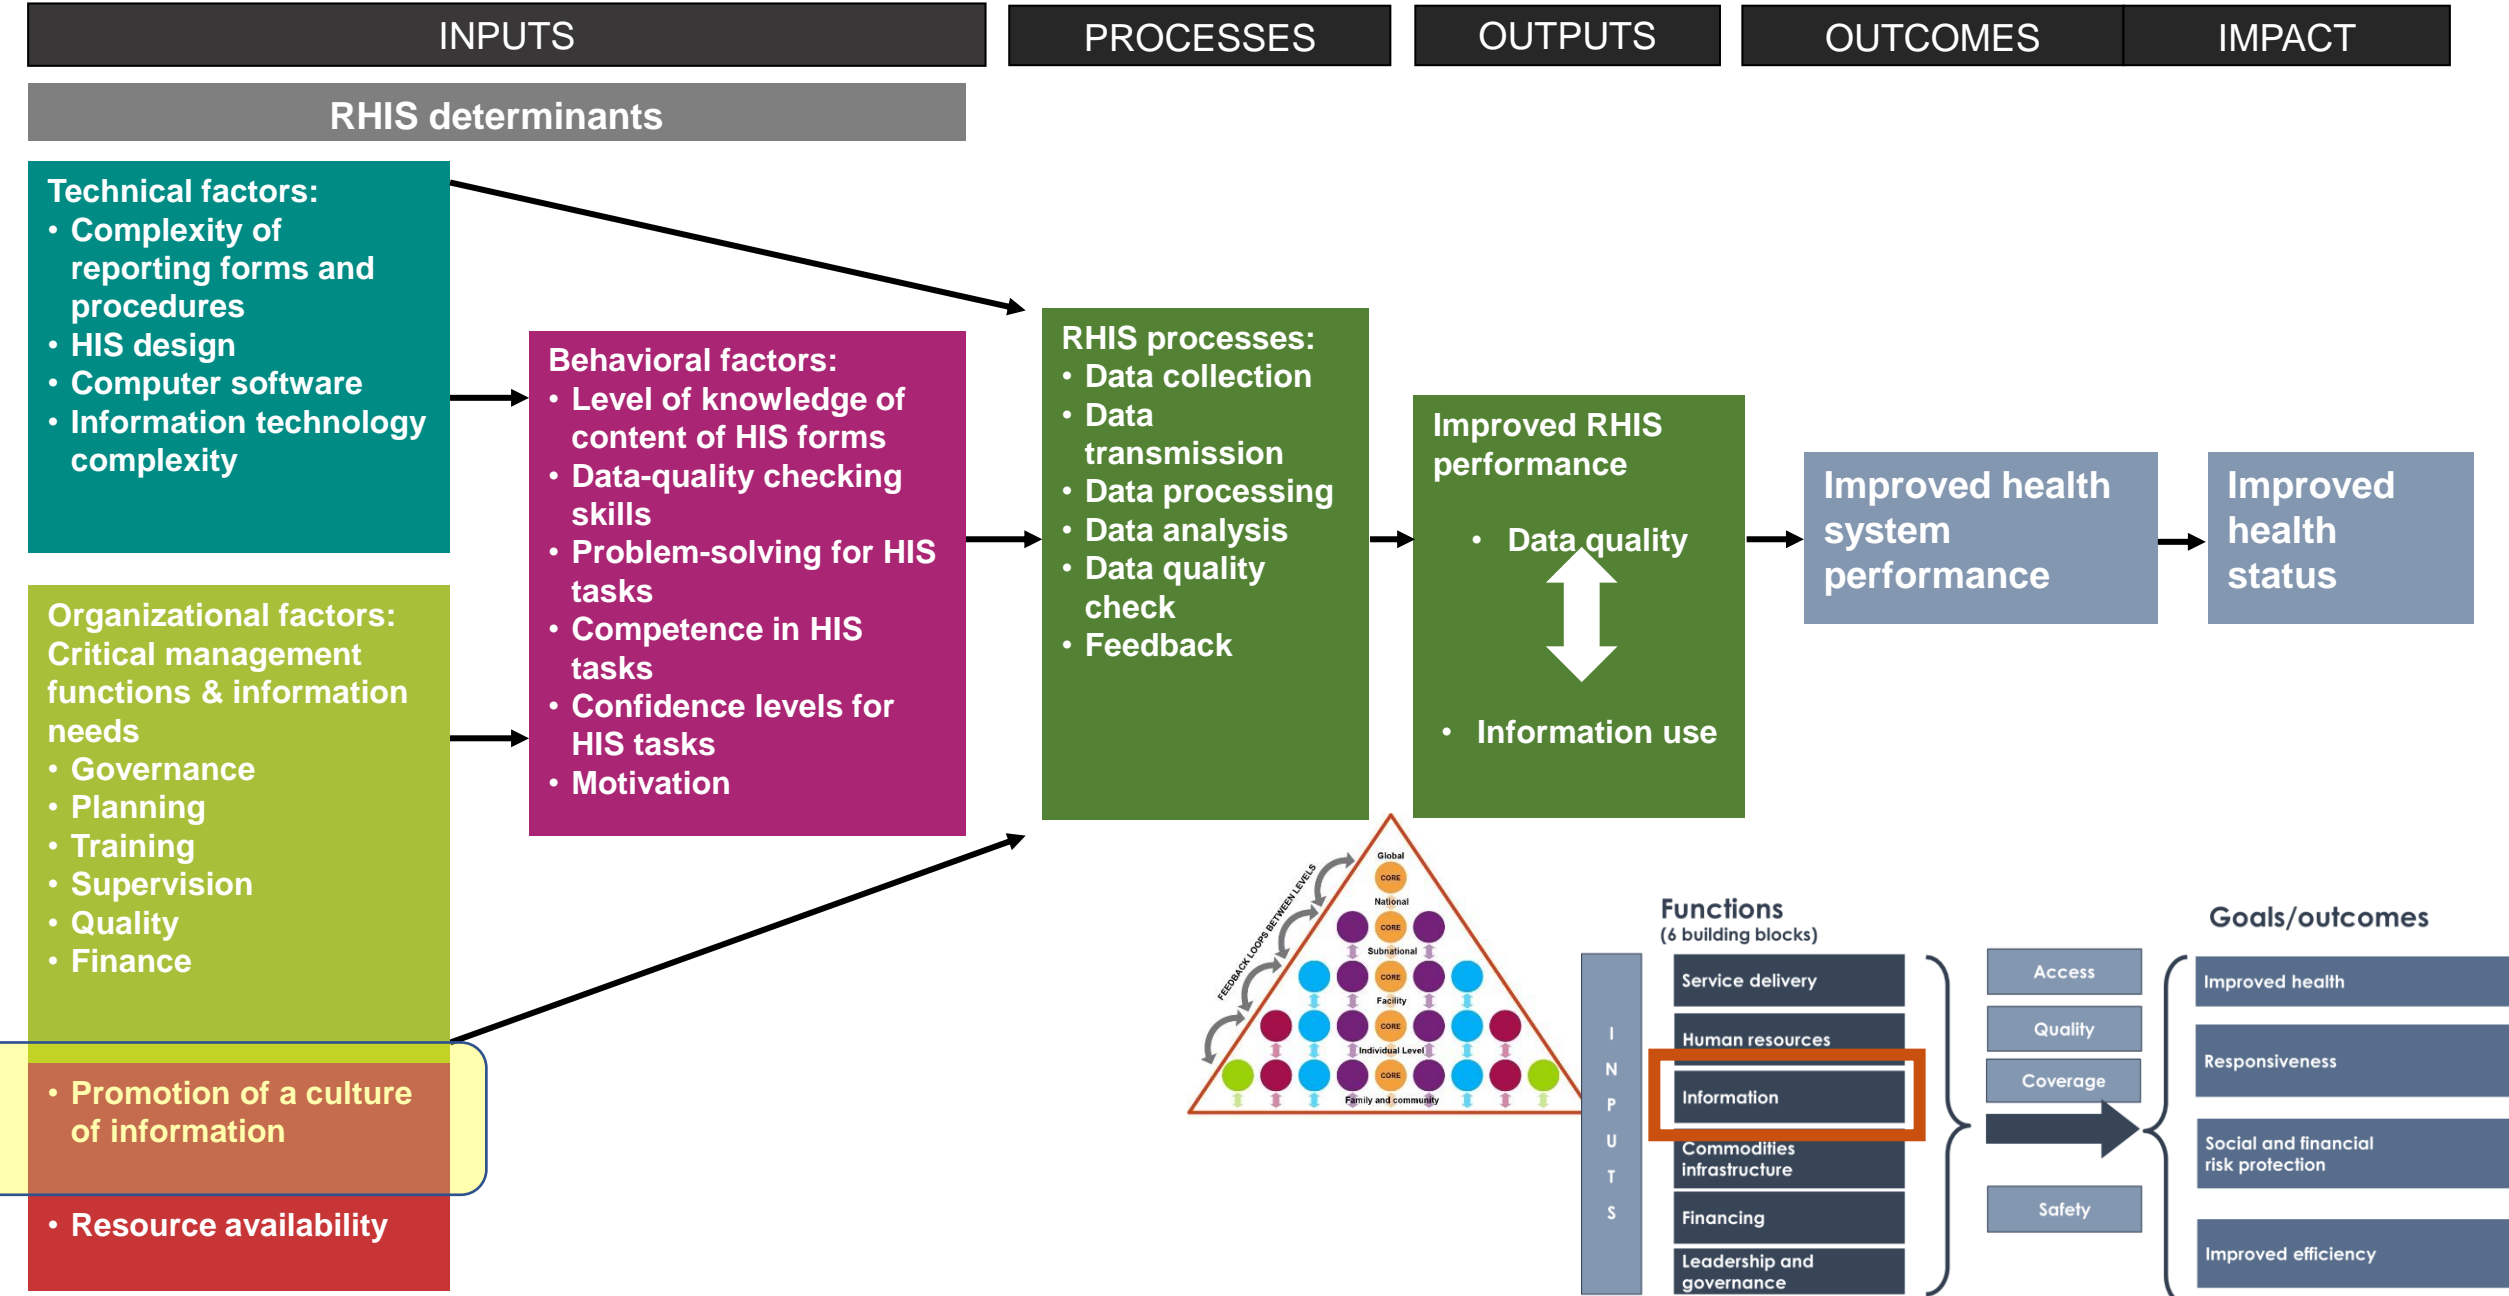 INPUTS
PROCESSES
OUTPUTS
OUTCOMES
IMPACT
RHIS determinants
Technical factors:
• Complexity of
reporting forms and
procedures
• HIS design
• Computer software
• Information technology
complexity
Organizational factors:
Critical management
functions & information
needs
• Governance
• Planning
• Training
• Supervision
• Quality
• Finance
• Promotion of a culture
of information
• Resource availability
Behavioral factors:
• Level of knowledge of
content of HIS forms
• Data-quality checking
skills
• Problem-solving for HIS
tasks
• Competence in HIS
tasks
• Confidence levels for
HIS tasks
• Motivation
RHIS processes:
• Data collection
• Data
transmission
• Data processing
• Data analysis
• Data quality
check
• Feedback
Improved RHIS
performance
• Data quality
• Information use
Improved health
system
performance
Improved
health
status
FEEDBACK LOOPS BETWEEN LEVELS
Global
CORE
National
CORE
Subnational
CORE
Facility
CORE
Individual Level
CORE
Family and community
Functions
(6 building blocks)
INPUTS
Service delivery
Human resources
Information
Commodities
infrastructure
Financing
Leadership and
governance
Access
Quality
Coverage
Safety
Goals/outcomes
Improved health
Responsiveness
Social and financial
risk protection
Improved efficiency